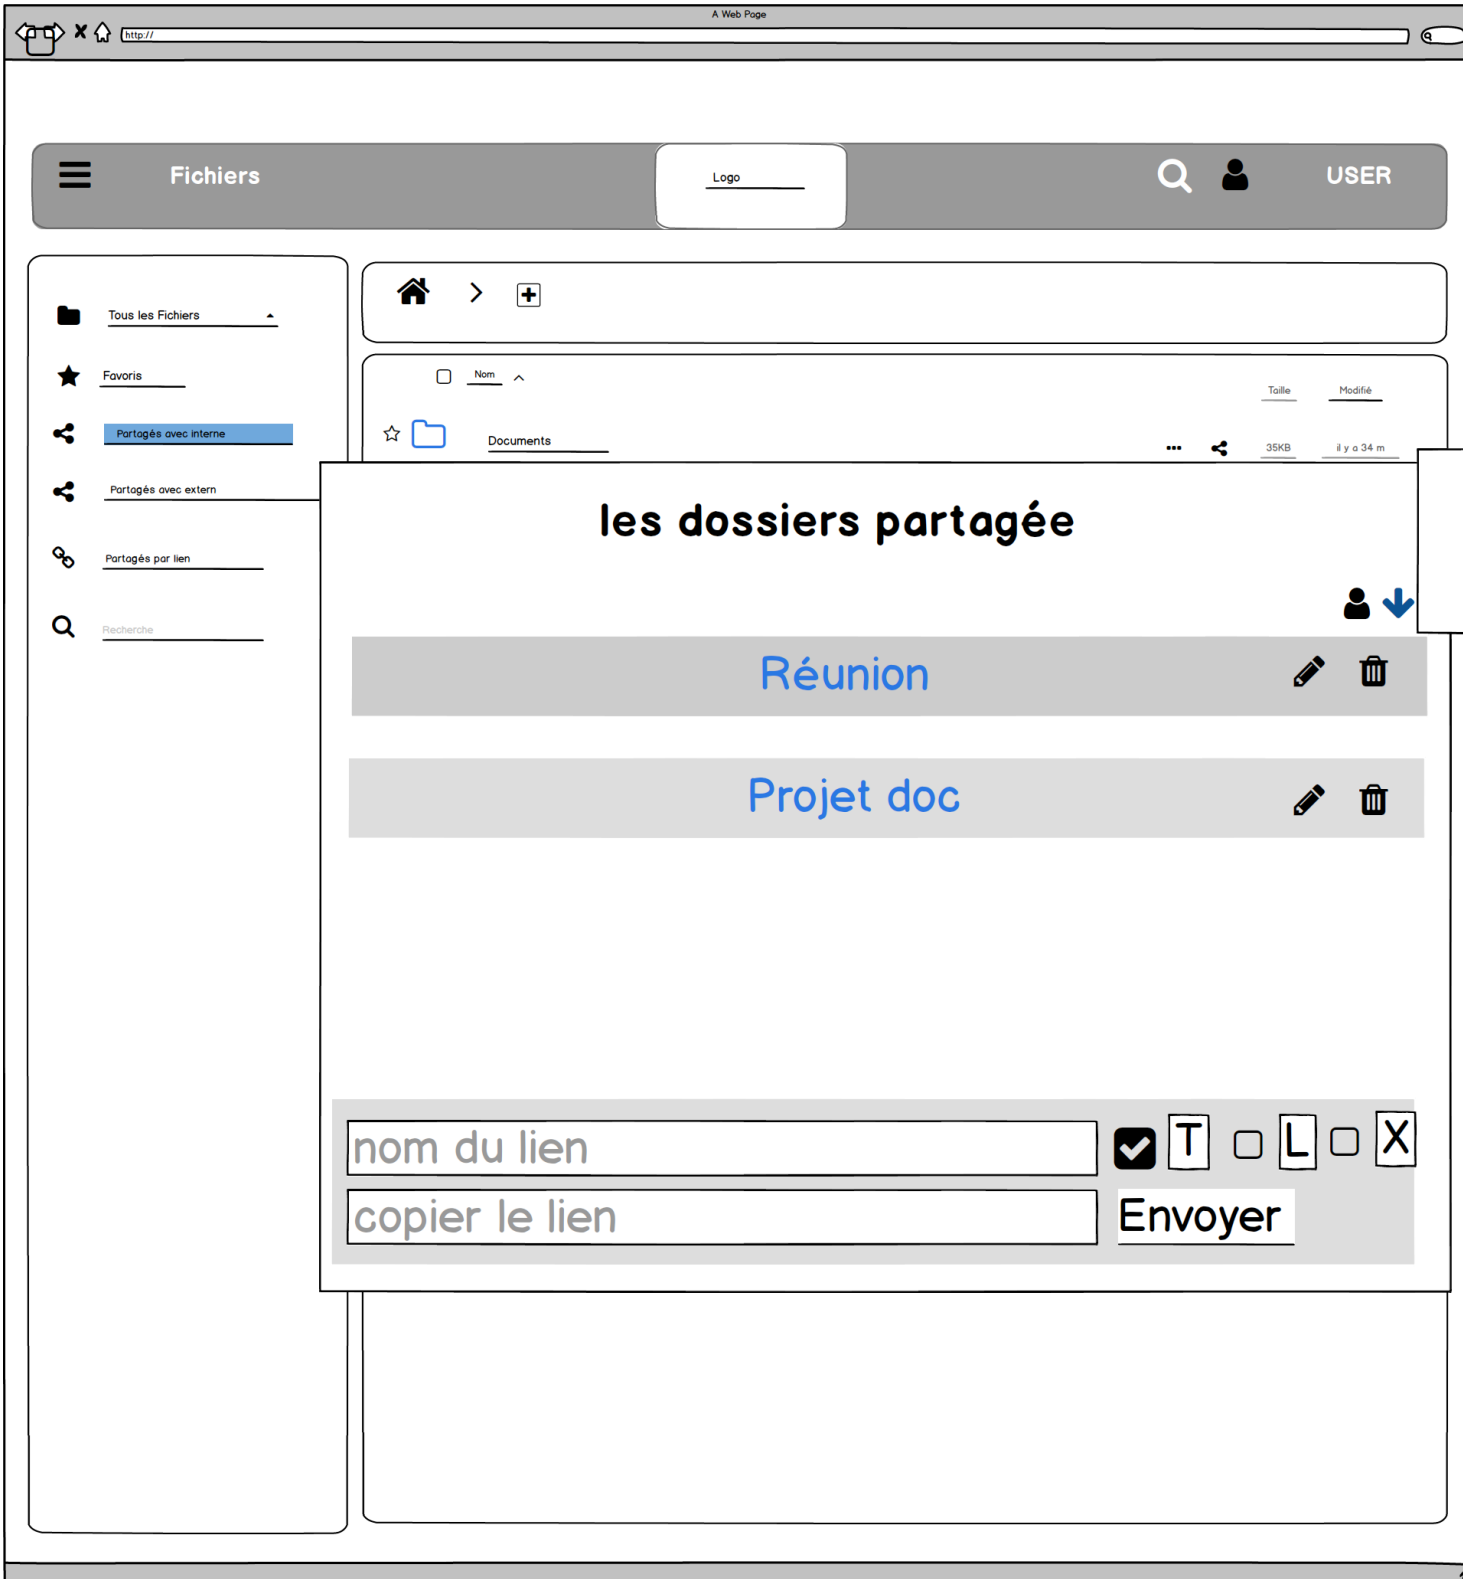 A Web Page
http://
Fichiers
Logo
USER
Tous les Fichiers
Favoris
Partagés avec interne
Partagés avec extern
Partagés par lien
Recherche
Nom
Taille
Modifié
Documents
35KB
il y a 34 m
les dossiers partagée
Réunion
Projet doc
nom du lien
T
L
X
copier le lien
Envoyer